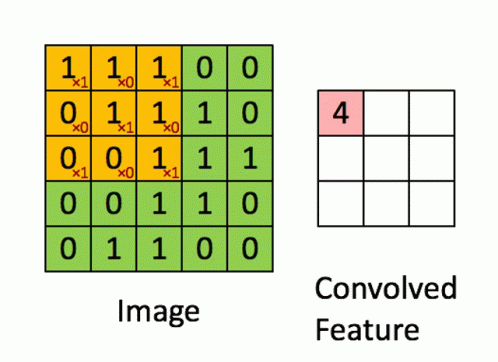 1×1 1×0 1×1 0 0
0×0 1×1 1×0 1 0
0×1 0×0 1×1 1 1
0 0 1 1 0
0 1 1 0 0
Image
4
Convolved
Feature